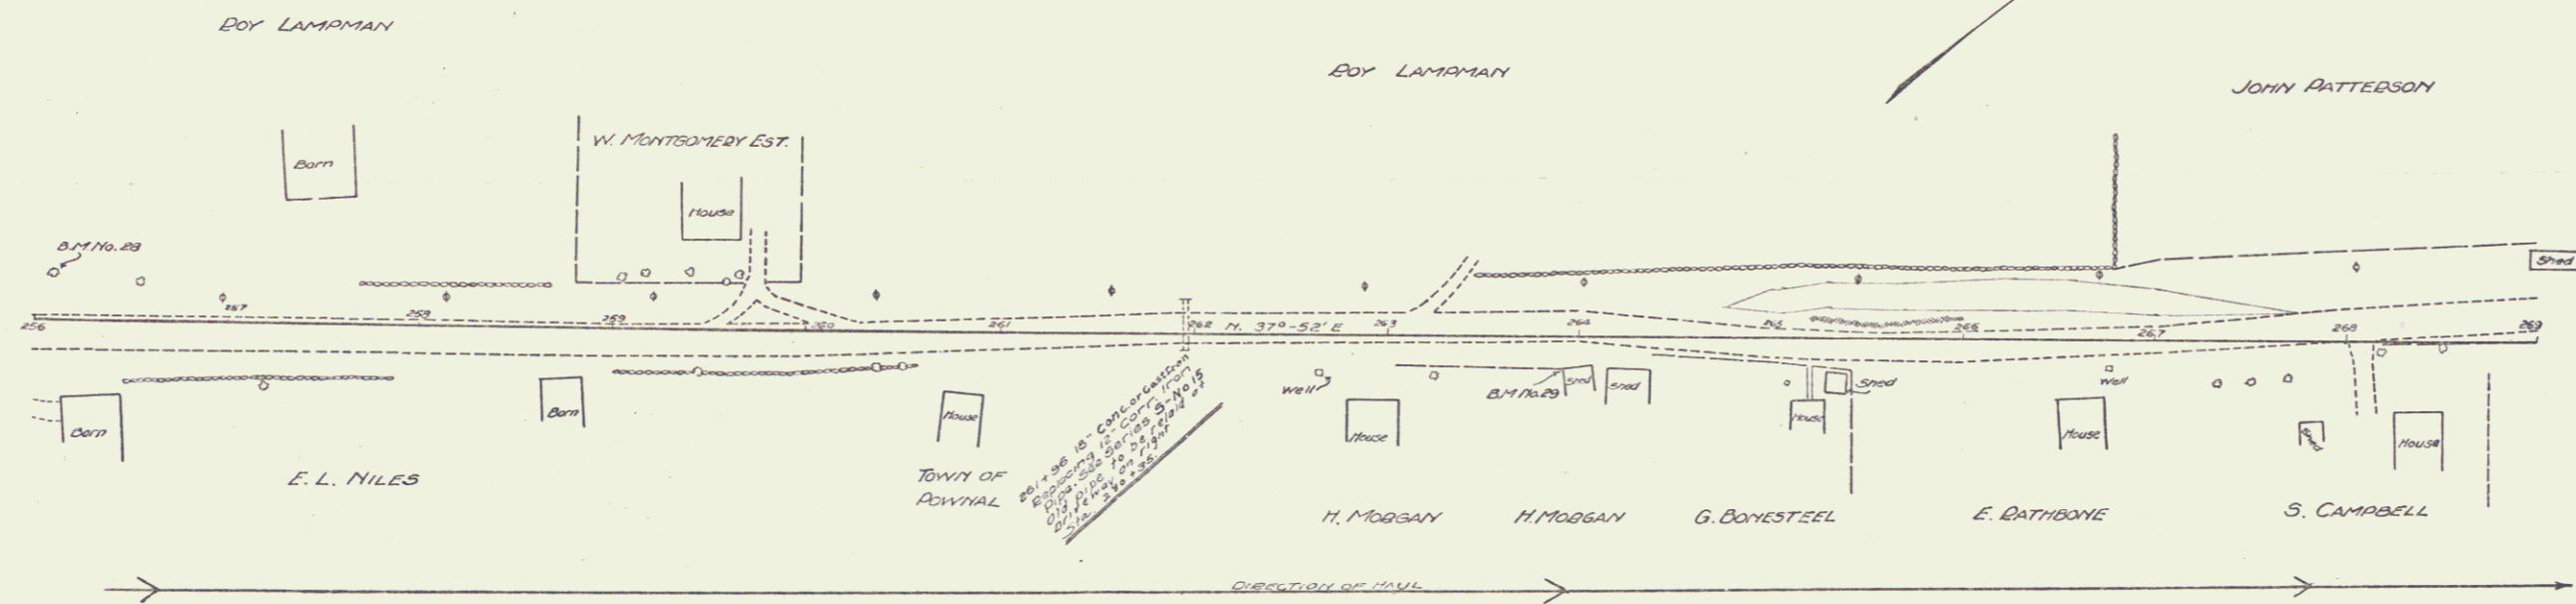 ROY LAMPMAN
ROY LAMPMAN
JOHN PATTERSON
Barn
W. MONTGOMERY EST.
House
B.M. No. 28
Shed
256
257
258
259
260
261
262
N. 37°-52' E
263
264
265
266
267
268
269
Barn
Barn
House
261+96 18" Conc. or Cast Iron
Replacing 12" Corr. Iron
Pipe. See Series S-No 15
Old pipe to be relaid at
Driveway on right
Well
House
B.M. No. 29
Shed
Shed
House
Shed
Well
House
House
E. L. NILES
TOWN OF
POWNAL
H. MORGAN
H. MORGAN
G. BONESTEEL
E. RATHBONE
S. CAMPBELL
DIRECTION OF HAUL